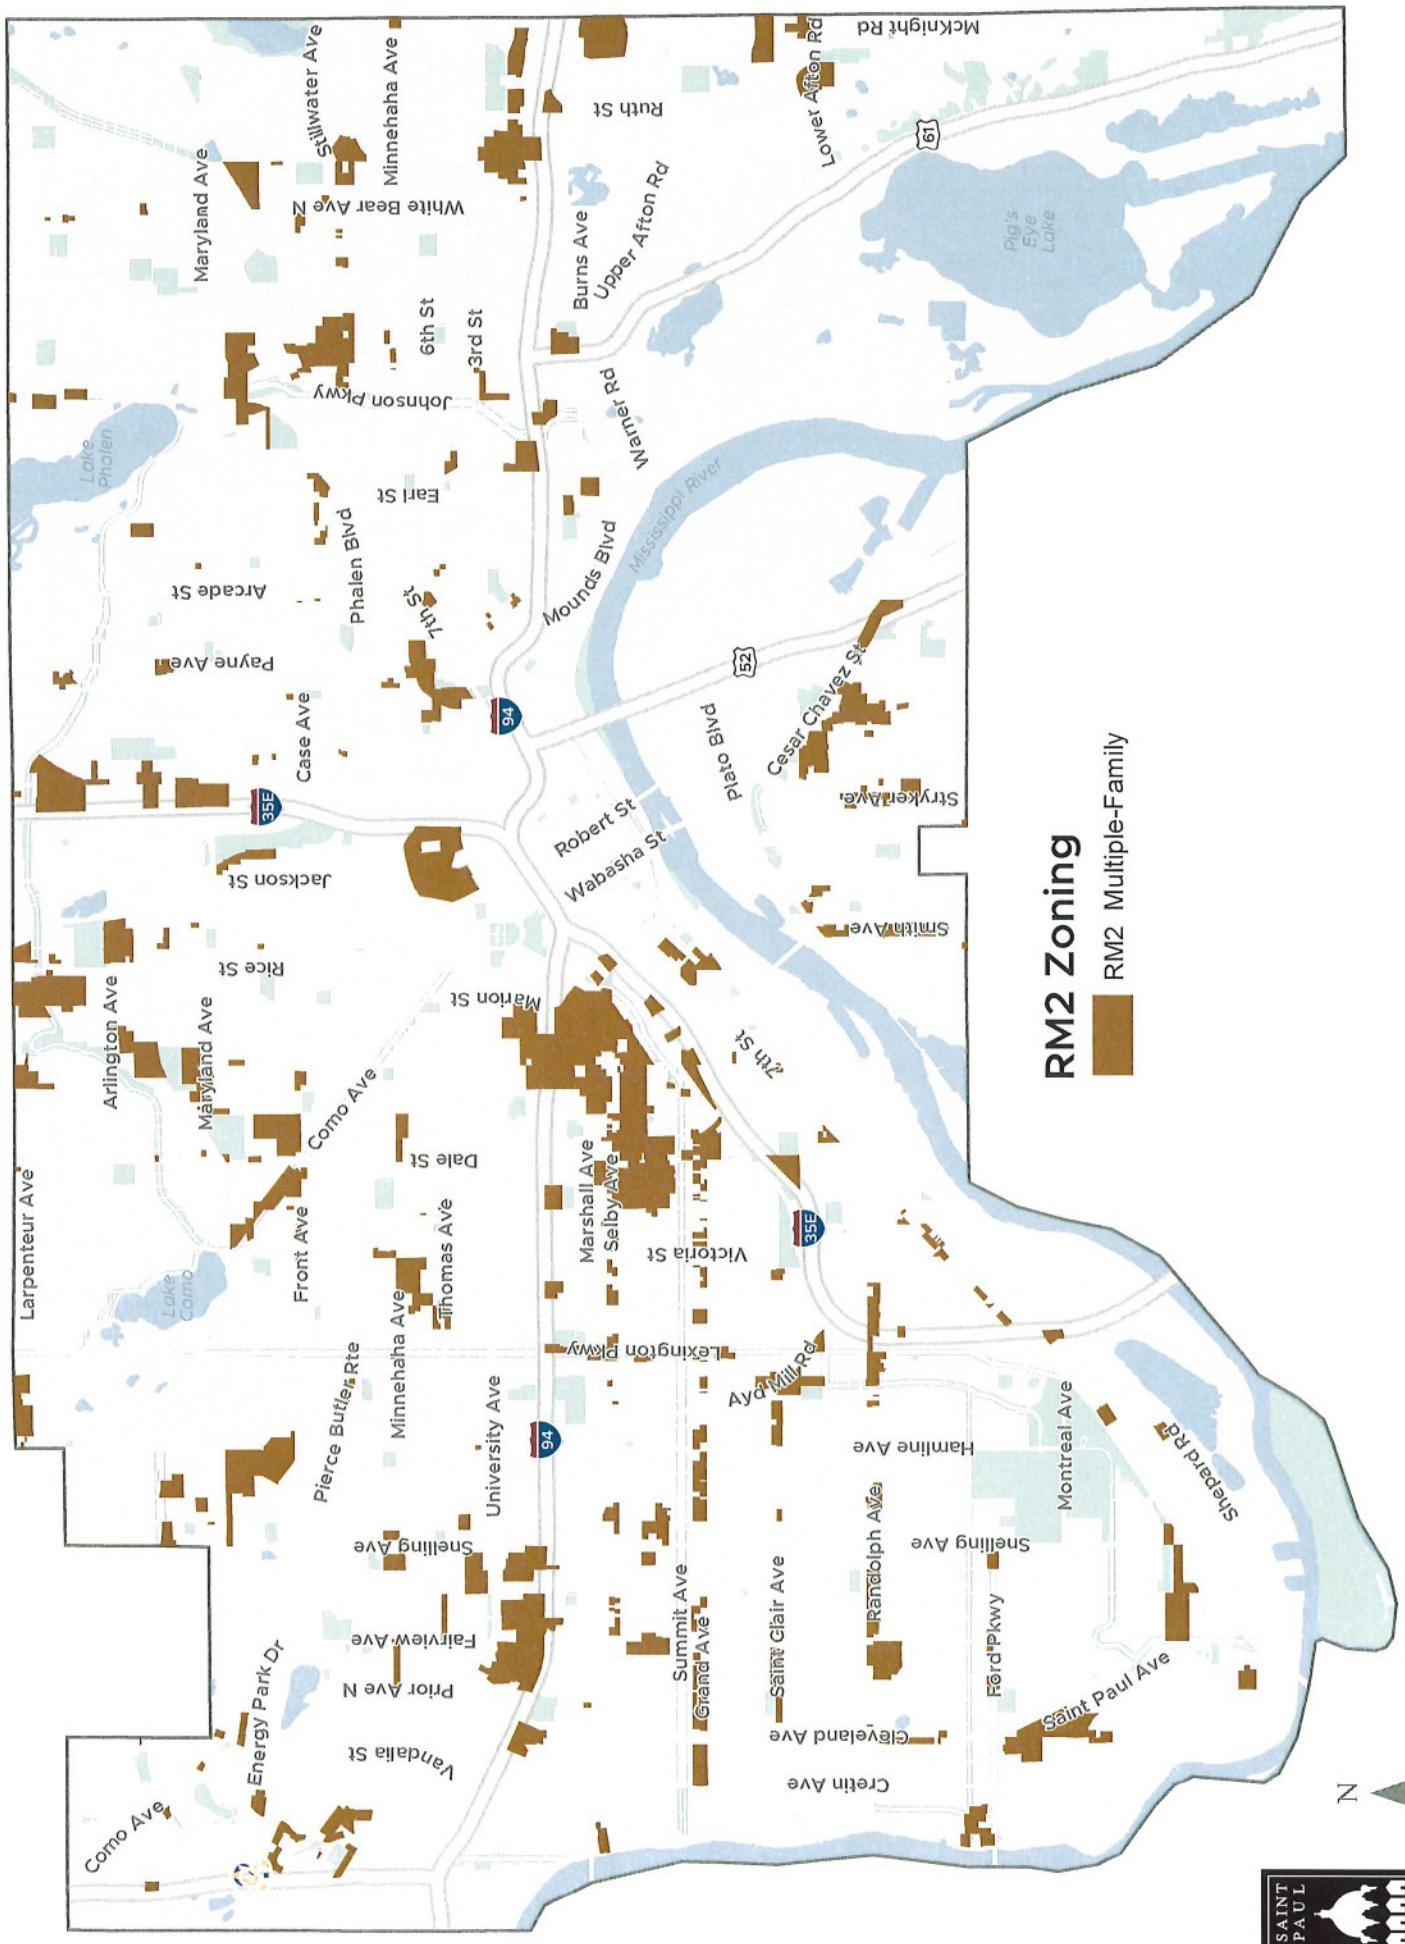 McKnight Rd
Lower Afton Rd
Stillwater Ave
Minnehaha Ave
Ruth St
61
Maryland Ave
White Bear Ave N
Burns Ave
Upper Afton Rd
Pig's
Eye
Lake
6th St
3rd St
Johnson Pkwy
Warner Rd
Lake
Phalen
Earl St
Mississippi River
Phalen Blvd
Arcade St
7th St
Mounds Blvd
Payne Ave
52
Cesar Chavez St
Case Ave
94
Plato Blvd
35E
Stryker Ave
Robert St
Wabasha St
Jackson St
Smith Ave
Rice St
Marion St
Arlington Ave
Maryland Ave
7th St
Como Ave
Dale St
Larpenteur Ave
Front Ave
Thomas Ave
Marshall Ave
Selby Ave
Victoria St
35E
Lake
Como
Pierce Butler Rte
Minnehaha Ave
Lexington Pkwy
Ayd Mill Rd
University Ave
94
Hamline Ave
Montreal Ave
Shepard Rd
Snelling Ave
Snelling Ave
Summit Ave
Grand Ave
Saint Clair Ave
Randolph Ave
Ford Pkwy
Fairview Ave
Prior Ave N
Energy Park Dr
Vandalia St
Cleveland Ave
Cretin Ave
Saint Paul Ave
Como Ave
RM2 Zoning
RM2 Multiple-Family
N
SAINT
PAUL